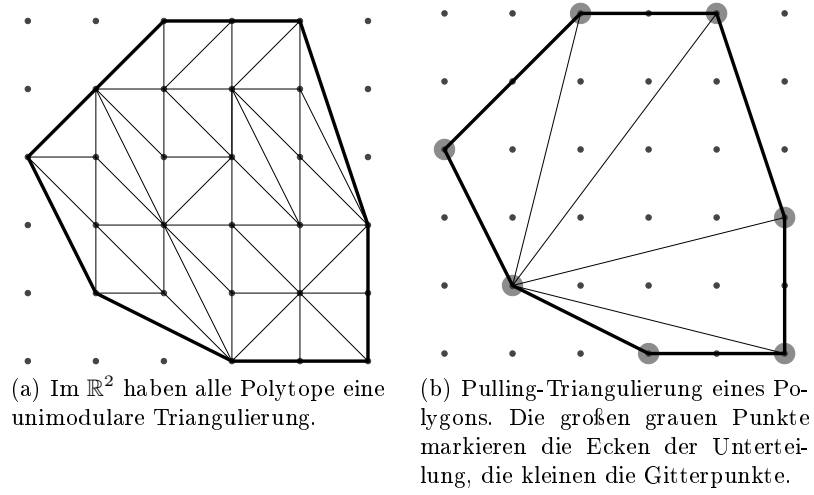 (a) Im ℝ² haben alle Polytope eine
unimodulare Triangulierung.
(b) Pulling-Triangulierung eines Po-
lygons. Die großen grauen Punkte
markieren die Ecken der Untertei-
lung, die kleinen die Gitterpunkte.